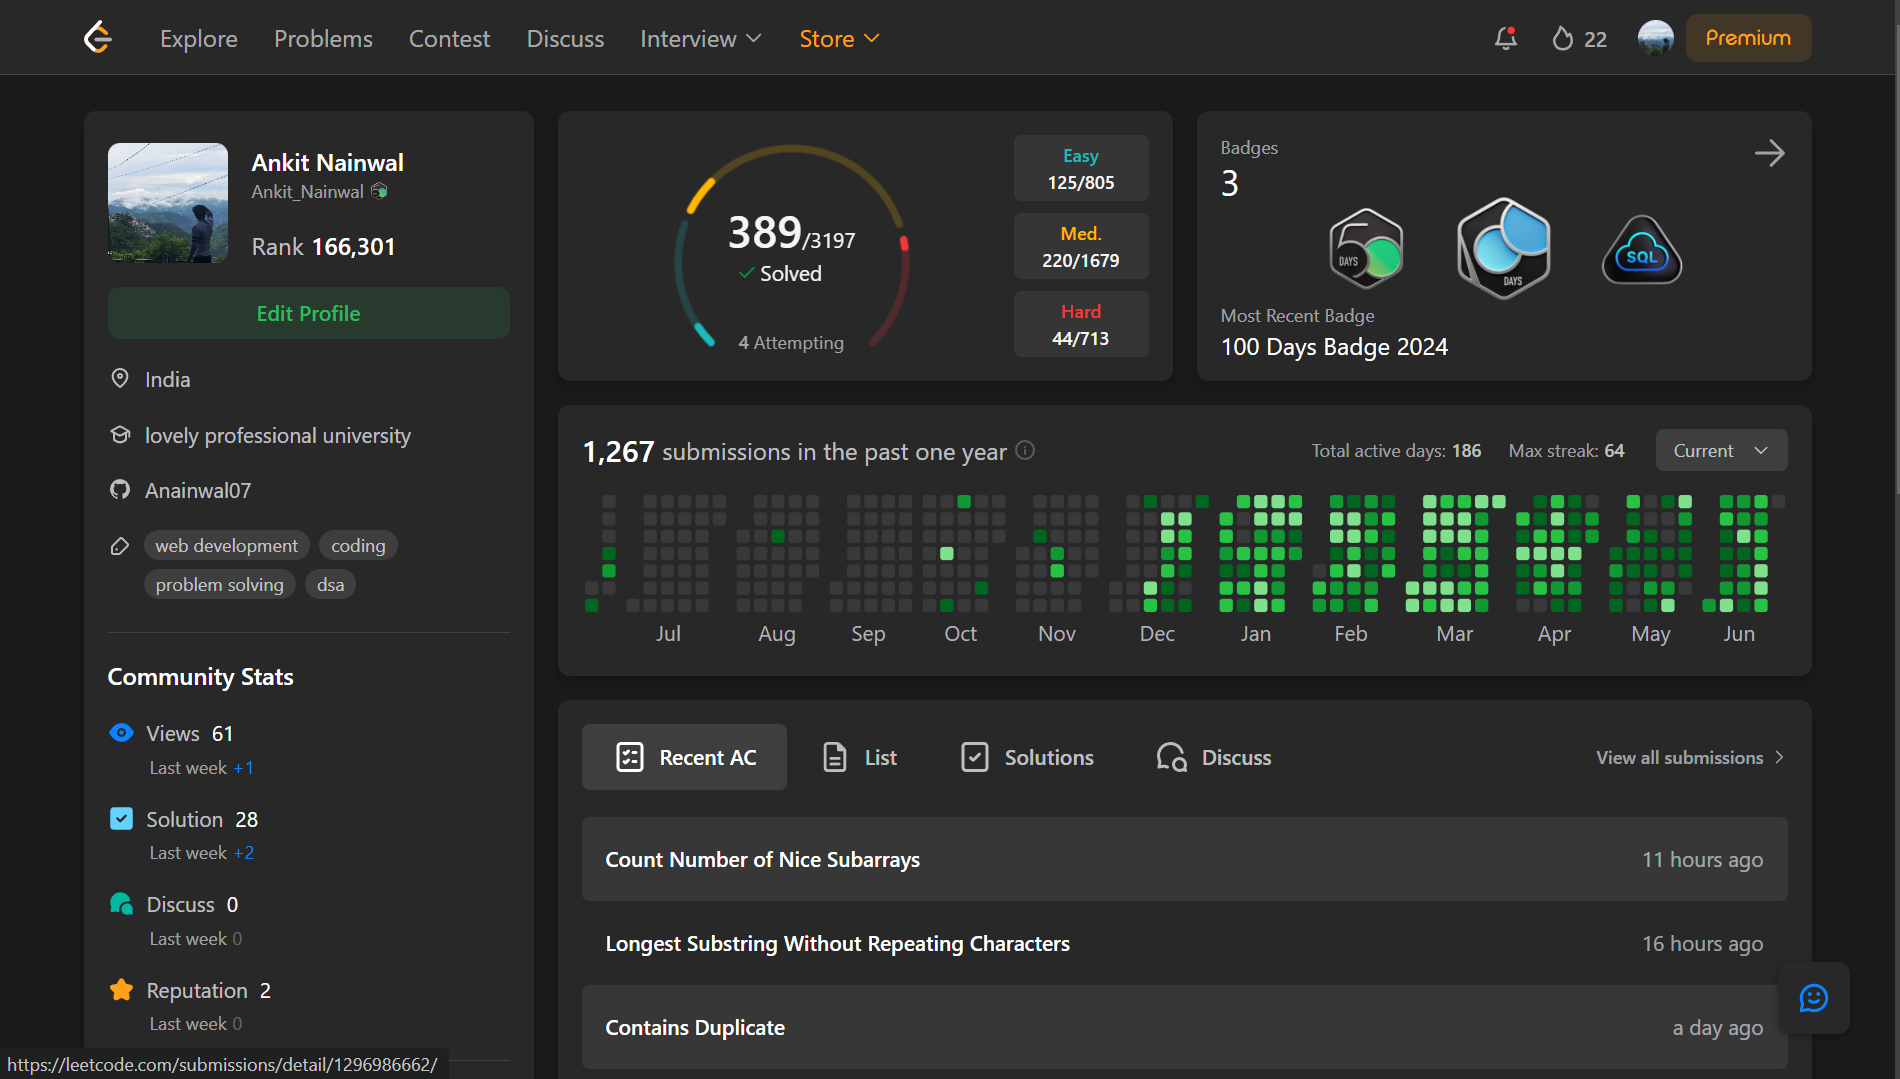 Explore Problems Contest Discuss Interview Store 22 Premium
Ankit Nainwal
Ankit_Nainwal
Rank 166,301
Edit Profile
India
lovely professional university
Anainwal07
web development coding
problem solving dsa
Community Stats
Views 61
Last week +1
Solution 28
Last week +2
Discuss 0
Last week 0
Reputation 2
Last week 0
389/3197
Solved
4 Attempting
Easy
125/805
Med.
220/1679
Hard
44/713
Badges
3
50 DAYS
DAYS
SQL
Most Recent Badge
100 Days Badge 2024
1,267 submissions in the past one year
Total active days: 186 Max streak: 64 Current
Jul Aug Sep Oct Nov Dec Jan Feb Mar Apr May Jun
Recent AC List Solutions Discuss View all submissions
Count Number of Nice Subarrays 11 hours ago
Longest Substring Without Repeating Characters 16 hours ago
Contains Duplicate a day ago
https://leetcode.com/submissions/detail/1296986662/